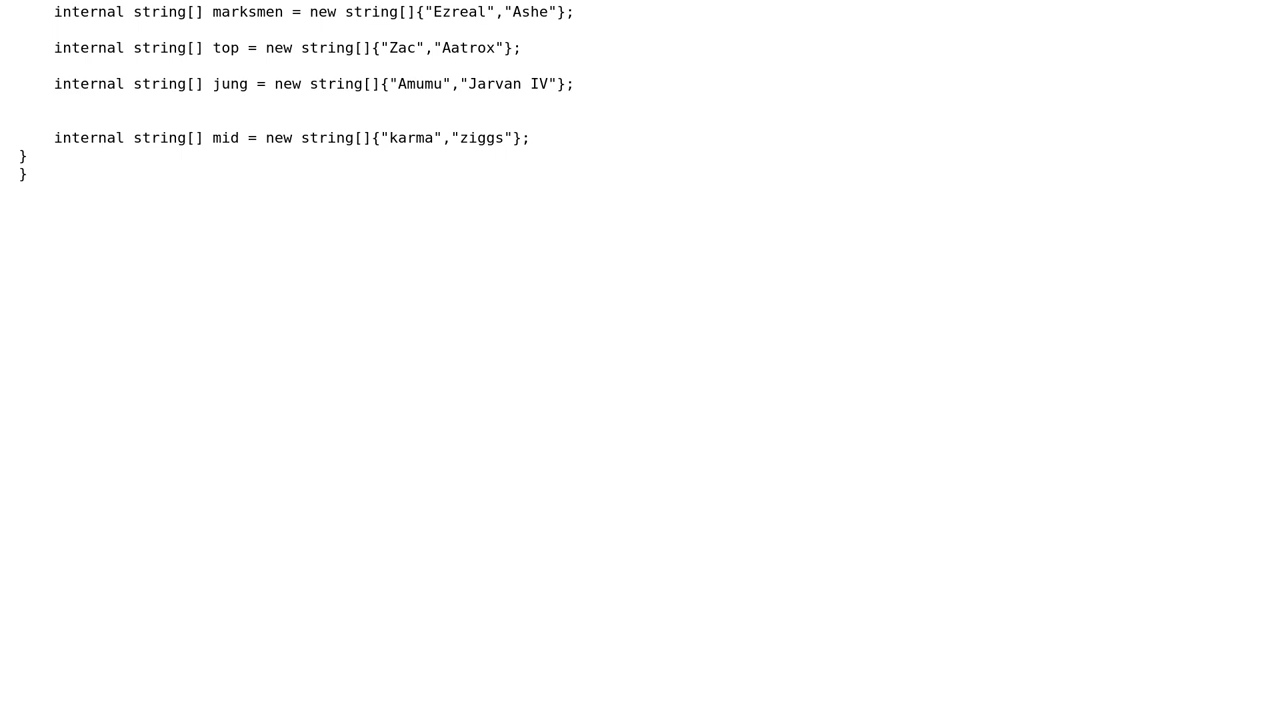 internal string[] marksmen = new string[]{"Ezreal","Ashe"};
internal string[] top = new string[]{"Zac","Aatrox"};
internal string[] jung = new string[]{"Amumu","Jarvan IV"};
internal string[] mid = new string[]{"karma","ziggs"};
}
}